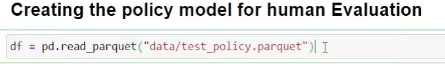 Creating the policy model for human Evaluation
df = pd.read_parquet("data/test_policy.parquet")